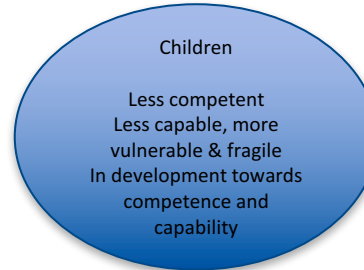 Children
Less competent
Less capable, more
vulnerable & fragile
In development towards
competence and
capability